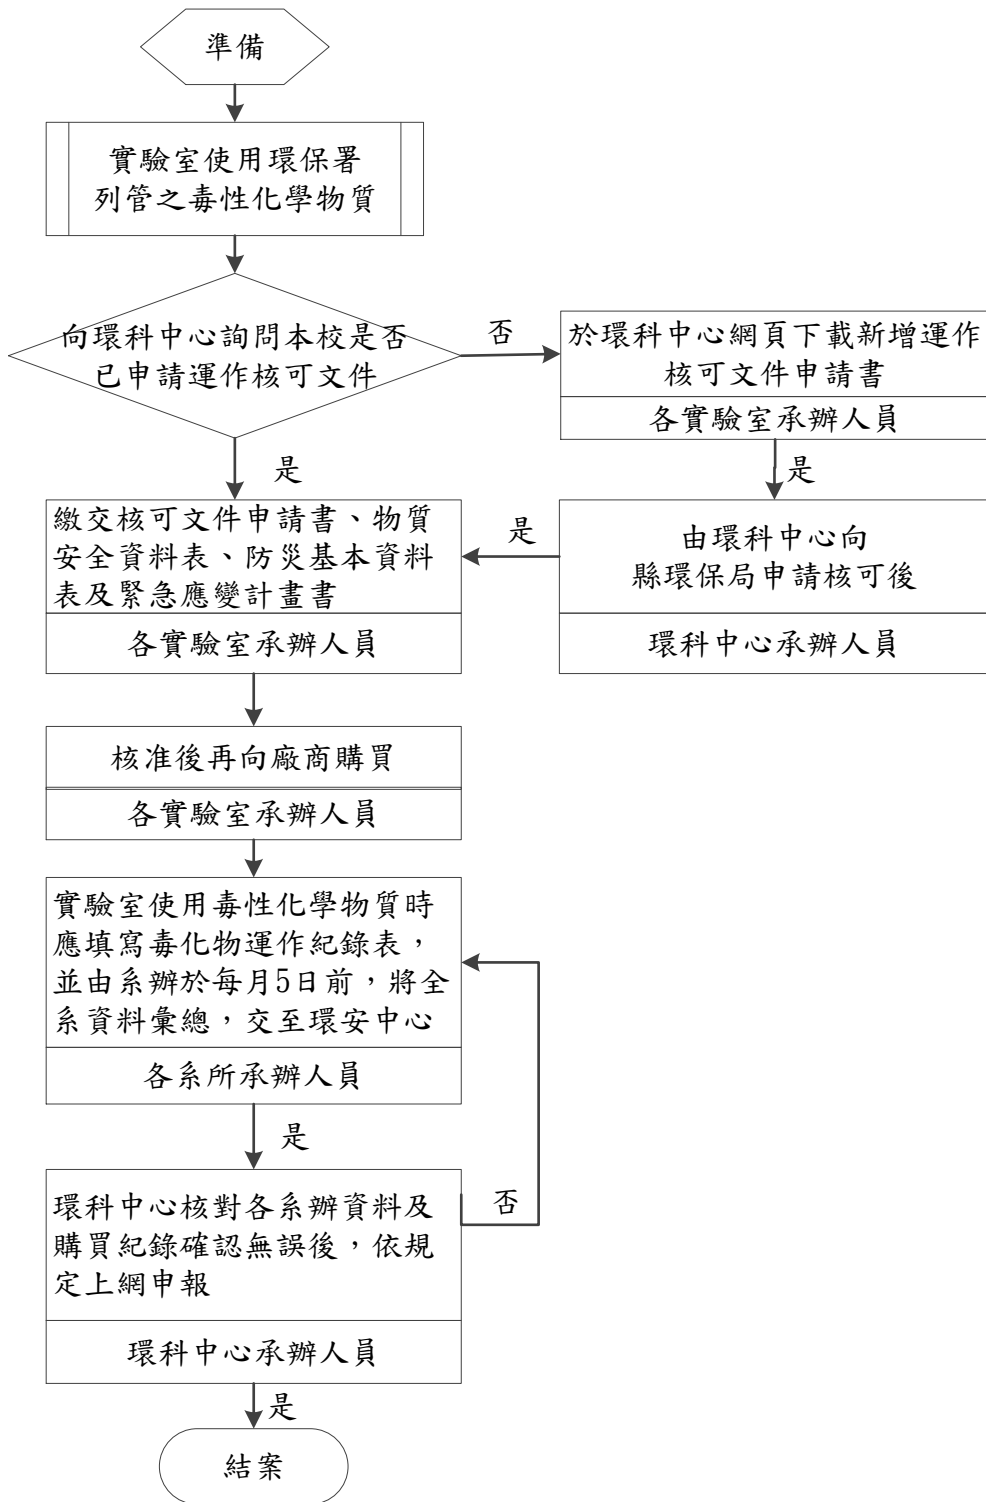 準備
實驗室使用環保署
列管之毒性化學物質
向環科中心詢問本校是否
已申請運作核可文件
否
於環科中心網頁下載新增運作
核可文件申請書
各實驗室承辦人員
是
是
繳交核可文件申請書、物質
安全資料表、防災基本資料
表及緊急應變計畫書
各實驗室承辦人員
是
由環科中心向
縣環保局申請核可後
環科中心承辦人員
核准後再向廠商購買
各實驗室承辦人員
實驗室使用毒性化學物質時
應填寫毒化物運作紀錄表，
並由系辦於每月5日前，將全
系資料彙總，交至環安中心
各系所承辦人員
是
環科中心核對各系辦資料及
購買紀錄確認無誤後，依規
定上網申報
環科中心承辦人員
否
是
結案